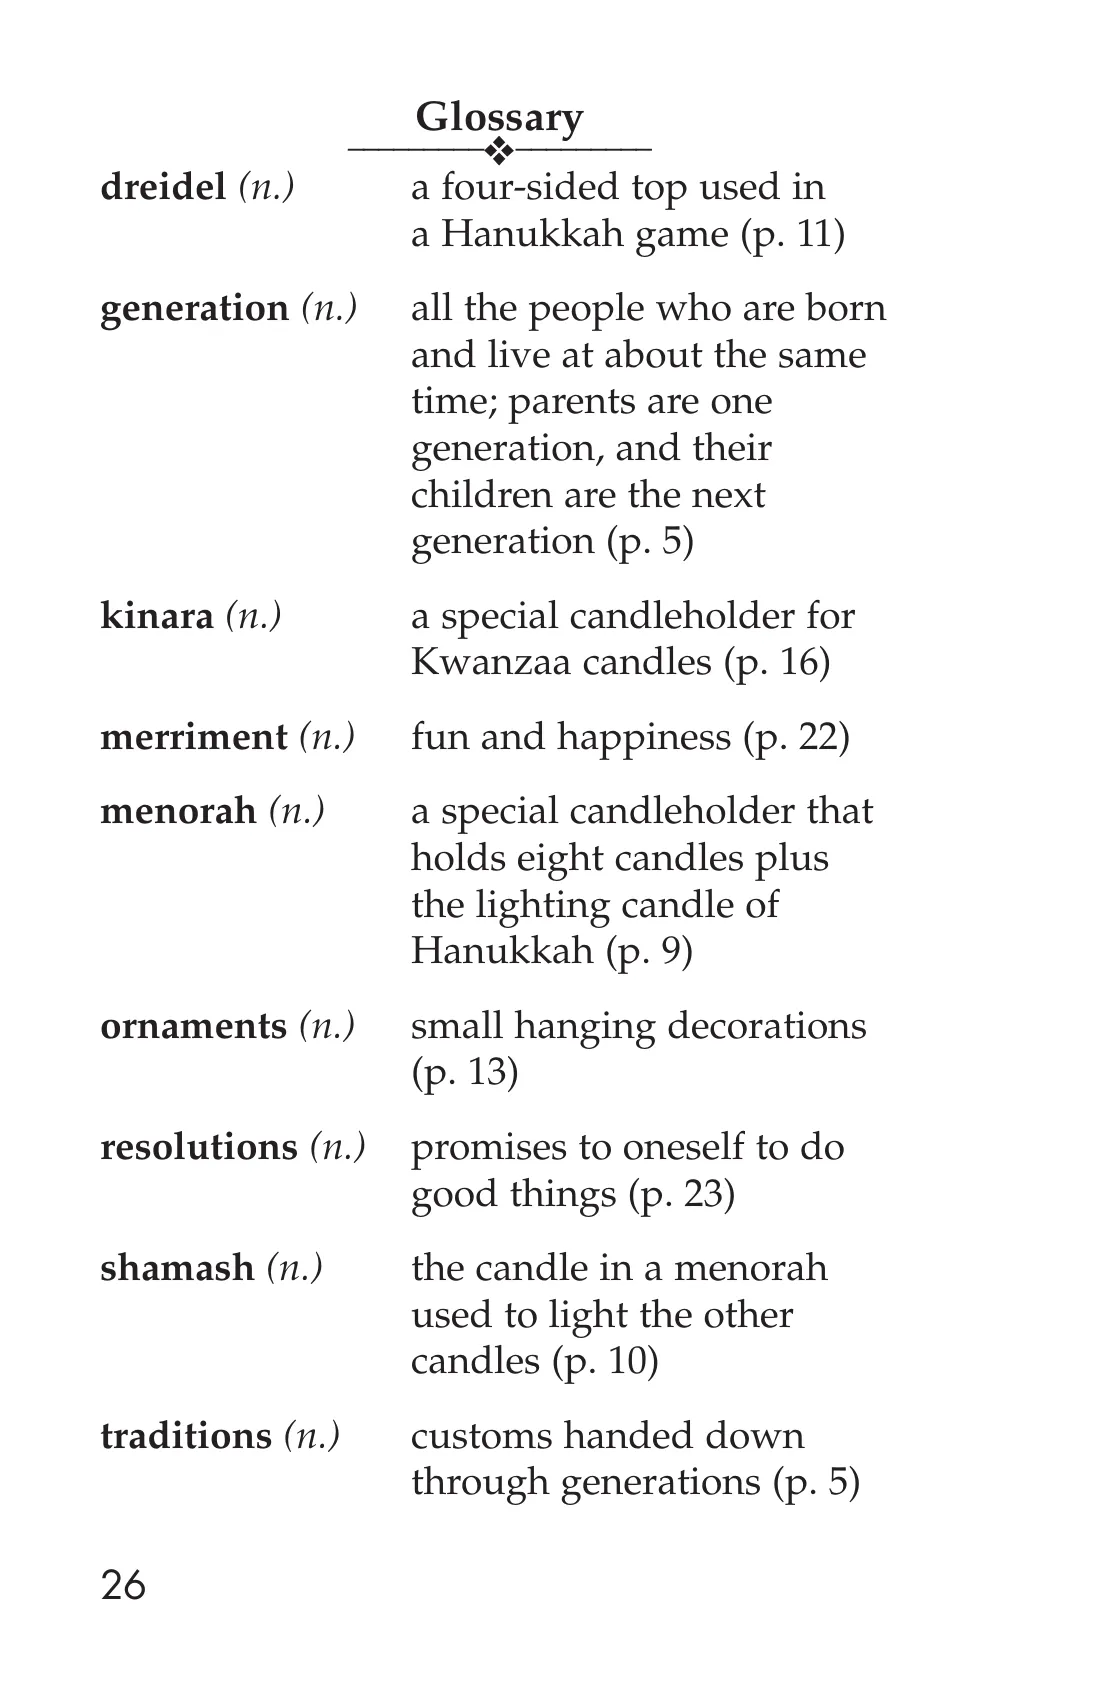 Glossary
dreidel (n.) a four-sided top used in
a Hanukkah game (p. 11)
generation (n.) all the people who are born
and live at about the same
time; parents are one
generation, and their
children are the next
generation (p. 5)
kinara (n.) a special candleholder for
Kwanzaa candles (p. 16)
merriment (n.) fun and happiness (p. 22)
menorah (n.) a special candleholder that
holds eight candles plus
the lighting candle of
Hanukkah (p. 9)
ornaments (n.) small hanging decorations
(p. 13)
resolutions (n.) promises to oneself to do
good things (p. 23)
shamash (n.) the candle in a menorah
used to light the other
candles (p. 10)
traditions (n.) customs handed down
through generations (p. 5)
26